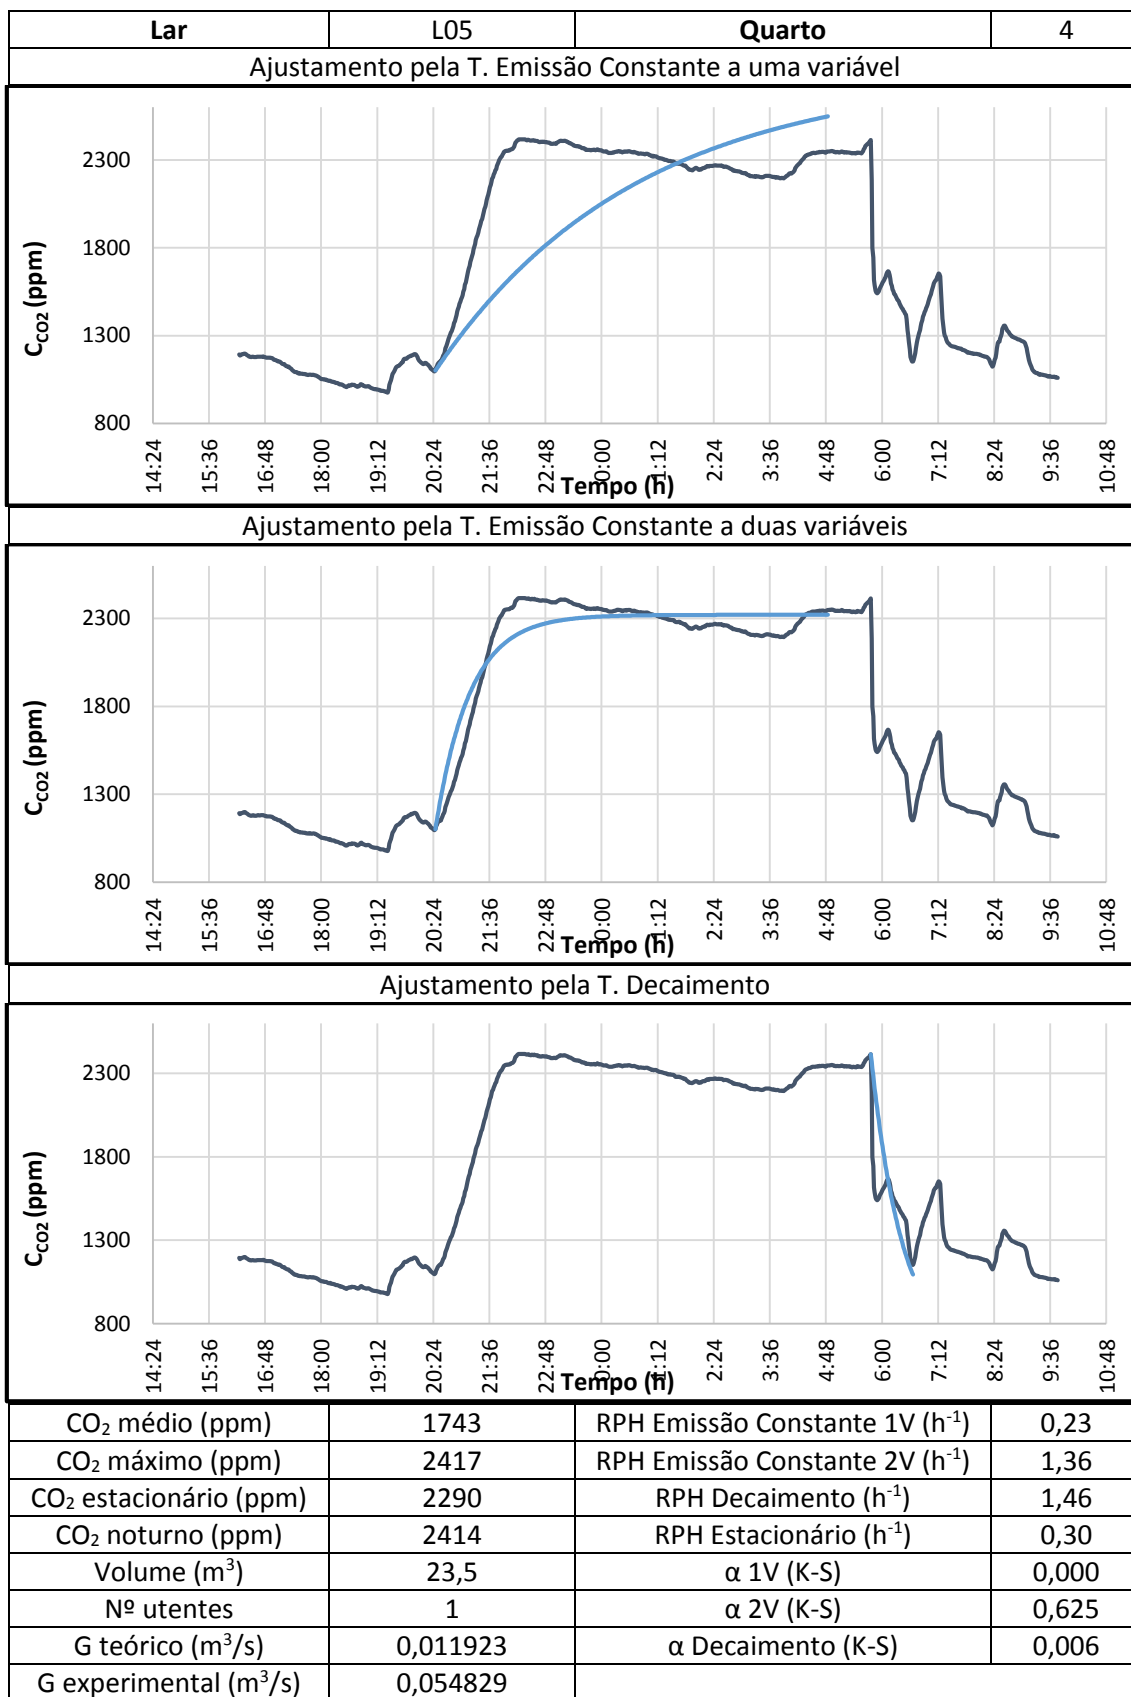 Lar L05 Quarto 4
Ajustamento pela T. Emissão Constante a uma variável
C_CO2 (ppm)
2300
1800
1300
800
14:24 15:36 16:48 18:00 19:12 20:24 21:36 22:48 0:00 1:12 2:24 3:36 4:48 6:00 7:12 8:24 9:36 10:48
Tempo (h)
Ajustamento pela T. Emissão Constante a duas variáveis
C_CO2 (ppm)
2300
1800
1300
800
14:24 15:36 16:48 18:00 19:12 20:24 21:36 22:48 0:00 1:12 2:24 3:36 4:48 6:00 7:12 8:24 9:36 10:48
Tempo (h)
Ajustamento pela T. Decaimento
C_CO2 (ppm)
2300
1800
1300
800
14:24 15:36 16:48 18:00 19:12 20:24 21:36 22:48 0:00 1:12 2:24 3:36 4:48 6:00 7:12 8:24 9:36 10:48
Tempo (h)
CO₂ médio (ppm) 1743 RPH Emissão Constante 1V (h⁻¹) 0,23
CO₂ máximo (ppm) 2417 RPH Emissão Constante 2V (h⁻¹) 1,36
CO₂ estacionário (ppm) 2290 RPH Decaimento (h⁻¹) 1,46
CO₂ noturno (ppm) 2414 RPH Estacionário (h⁻¹) 0,30
Volume (m³) 23,5 α 1V (K-S) 0,000
Nº utentes 1 α 2V (K-S) 0,625
G teórico (m³/s) 0,011923 α Decaimento (K-S) 0,006
G experimental (m³/s) 0,054829